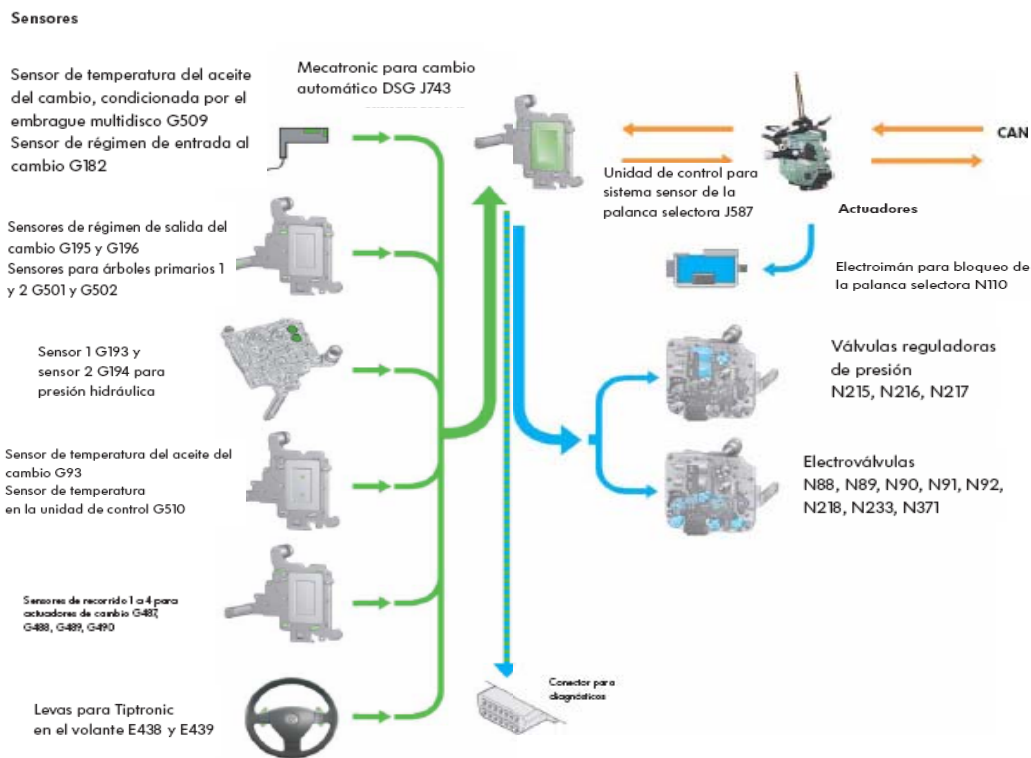 Sensores
Sensor de temperatura del aceite
del cambio, condicionada por el
embrague multidisco G509
Sensor de régimen de entrada al
cambio G182
Mecatronic para cambio
automático DSG J743
CAN
Unidad de control para
sistema sensor de la
palanca selectora J587
Actuadores
Sensores de régimen de salida del
cambio G195 y G196
Sensores para árboles primarios 1
y 2 G501 y G502
Electroimán para bloqueo de
la palanca selectora N110
Sensor 1 G193 y
sensor 2 G194 para
presión hidráulica
Válvulas reguladoras
de presión
N215, N216, N217
Sensor de temperatura del aceite del
cambio G93
Sensor de temperatura
en la unidad de control G510
Electroválvulas
N88, N89, N90, N91, N92,
N218, N233, N371
Sensores de recorrido 1 a 4 para
actuadores de cambio G487,
G488, G489, G490
Conector para
diagnósticos
Levas para Tiptronic
en el volante E438 y E439